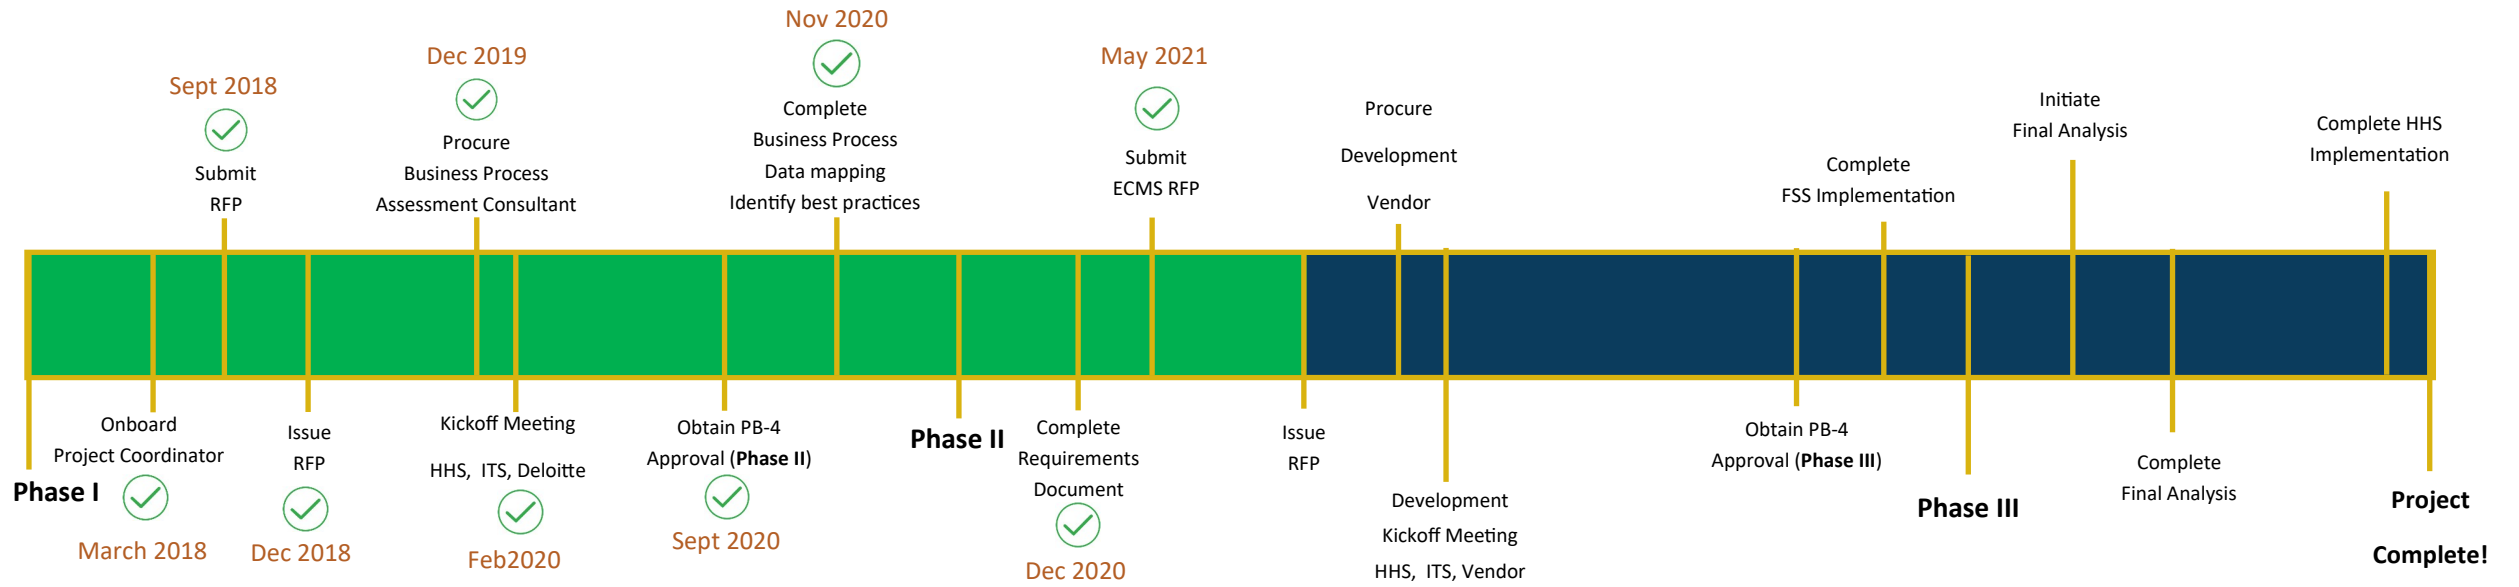 Sept 2018
Submit
RFP
Dec 2019
Procure
Business Process
Assessment Consultant
Nov 2020
Complete
Business Process
Data mapping
Identify best practices
May 2021
Submit
ECMS RFP
Procure
Development
Vendor
Complete
FSS Implementation
Initiate
Final Analysis
Complete HHS
Implementation
Phase I
Onboard
Project Coordinator
March 2018
Issue
RFP
Dec 2018
Kickoff Meeting
HHS, ITS, Deloitte
Feb2020
Obtain PB-4
Approval (Phase II)
Sept 2020
Phase II
Complete
Requirements
Document
Dec 2020
Issue
RFP
Development
Kickoff Meeting
HHS, ITS, Vendor
Obtain PB-4
Approval (Phase III)
Phase III
Complete
Final Analysis
Project
Complete!